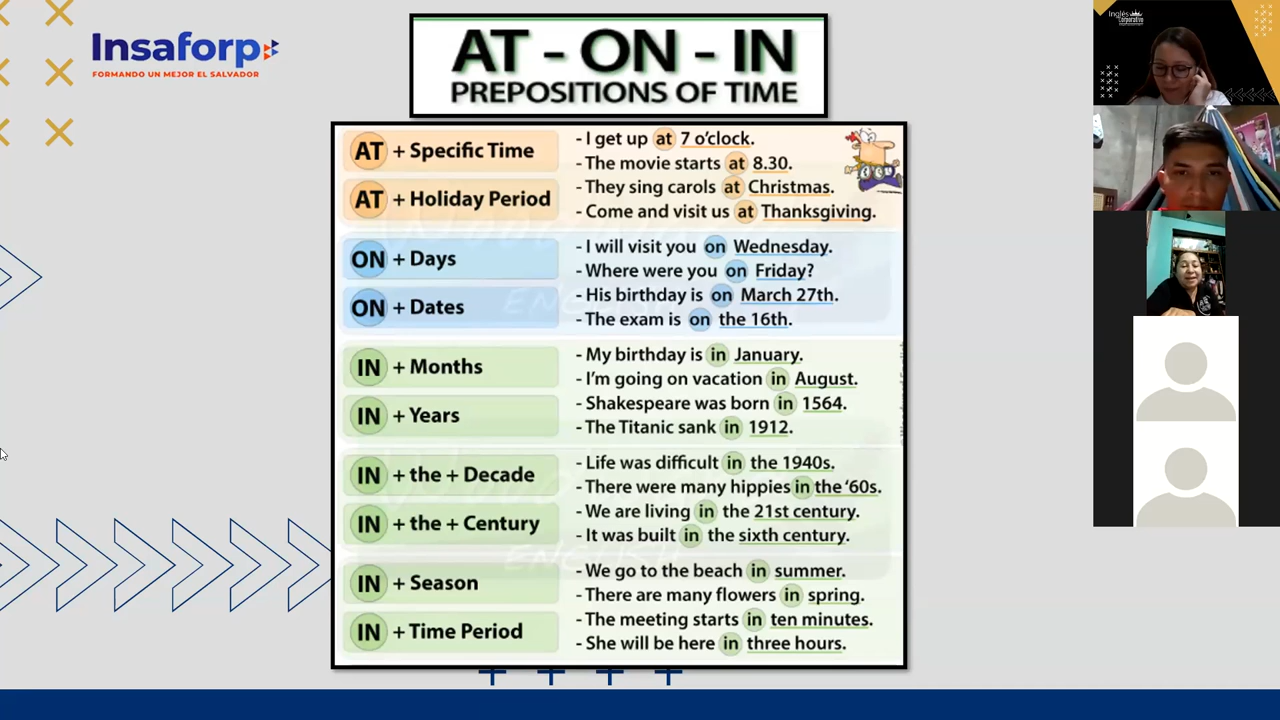 Insaforp
FORMANDO UN MEJOR EL SALVADOR
AT - ON - IN
PREPOSITIONS OF TIME
AT + Specific Time
- I get up at 7 o'clock.
- The movie starts at 8.30.
AT + Holiday Period
- They sing carols at Christmas.
- Come and visit us at Thanksgiving.
ON + Days
- I will visit you on Wednesday.
- Where were you on Friday?
ON + Dates
- His birthday is on March 27th.
- The exam is on the 16th.
IN + Months
- My birthday is in January.
- I'm going on vacation in August.
IN + Years
- Shakespeare was born in 1564.
- The Titanic sank in 1912.
IN + the + Decade
- Life was difficult in the 1940s.
- There were many hippies in the '60s.
IN + the + Century
- We are living in the 21st century.
- It was built in the sixth century.
IN + Season
- We go to the beach in summer.
- There are many flowers in spring.
IN + Time Period
- The meeting starts in ten minutes.
- She will be here in three hours.
ENGLISH
ENGLISH
Inglés
Corporativo